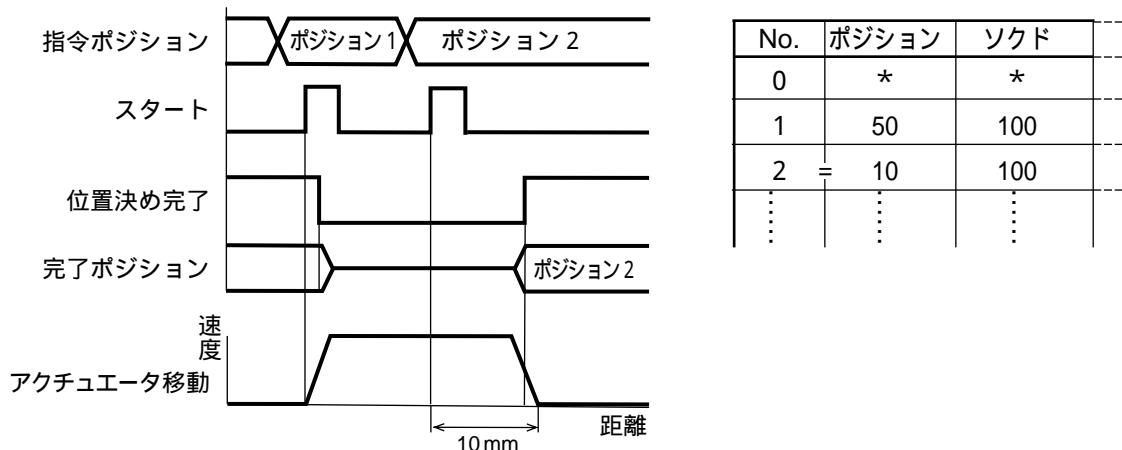 指令ポジション
ポジション1
ポジション2
スタート
位置決め完了
完了ポジション
ポジション2
速度
アクチュエータ移動
距離
10mm
No. ポジション ソクド
0 * *
1 50 100
2 = 10 100